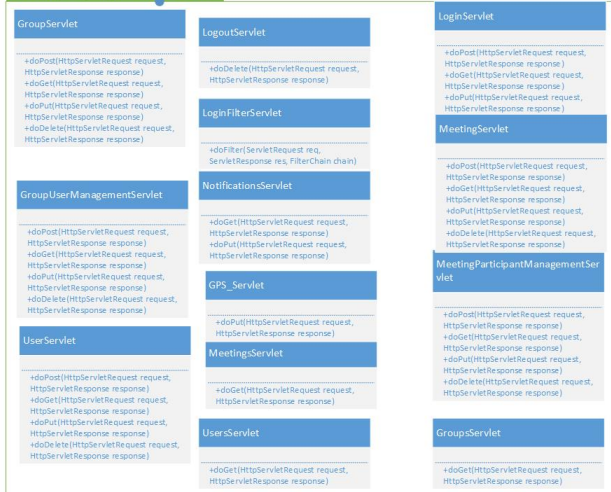 GroupServlet
+doPost(HttpServletRequest request,
HttpServletResponse response)
+doGet(HttpServletRequest request,
HttpServletResponse response)
+doPut(HttpServletRequest request,
HttpServletResponse response)
+doDelete(HttpServletRequest request,
HttpServletResponse response)
GroupUserManagementServlet
+doPost(HttpServletRequest request,
HttpServletResponse response)
+doGet(HttpServletRequest request,
HttpServletResponse response)
+doPut(HttpServletRequest request,
HttpServletResponse response)
+doDelete(HttpServletRequest request,
HttpServletResponse response)
UserServlet
+doPost(HttpServletRequest request,
HttpServletResponse response)
+doGet(HttpServletRequest request,
HttpServletResponse response)
+doPut(HttpServletRequest request,
HttpServletResponse response)
+doDelete(HttpServletRequest request,
HttpServletResponse response)
LogoutServlet
+doDelete(HttpServletRequest request,
HttpServletResponse response)
LoginFilterServlet
+doFilter(ServletRequest req,
ServletResponse res, FilterChain chain)
NotificationsServlet
+doGet(HttpServletRequest request,
HttpServletResponse response)
+doPut(HttpServletRequest request,
HttpServletResponse response)
GPS_Servlet
+doPut(HttpServletRequest request,
HttpServletResponse response)
MeetingsServlet
+doGet(HttpServletRequest request,
HttpServletResponse response)
UsersServlet
+doGet(HttpServletRequest request,
HttpServletResponse response)
LoginServlet
+doPost(HttpServletRequest request,
HttpServletResponse response)
+doGet(HttpServletRequest request,
HttpServletResponse response)
+doPut(HttpServletRequest request,
HttpServletResponse response)
MeetingServlet
+doPost(HttpServletRequest request,
HttpServletResponse response)
+doGet(HttpServletRequest request,
HttpServletResponse response)
+doPut(HttpServletRequest request,
HttpServletResponse response)
+doDelete(HttpServletRequest request,
HttpServletResponse response)
MeetingParticipantManagementSer
vlet
+doPost(HttpServletRequest request,
HttpServletResponse response)
+doGet(HttpServletRequest request,
HttpServletResponse response)
+doPut(HttpServletRequest request,
HttpServletResponse response)
+doDelete(HttpServletRequest request,
HttpServletResponse response)
GroupsServlet
+doGet(HttpServletRequest request,
HttpServletResponse response)